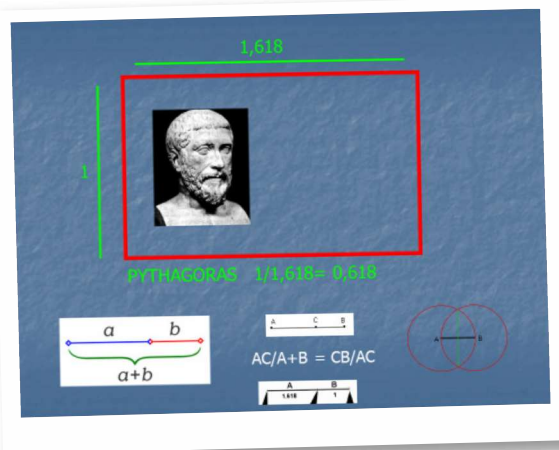 1,618
1
PYTHAGORAS 1/1,618= 0,618
a b
a+b
A C B
AC/A+B = CB/AC
A B
1.618 1
A B